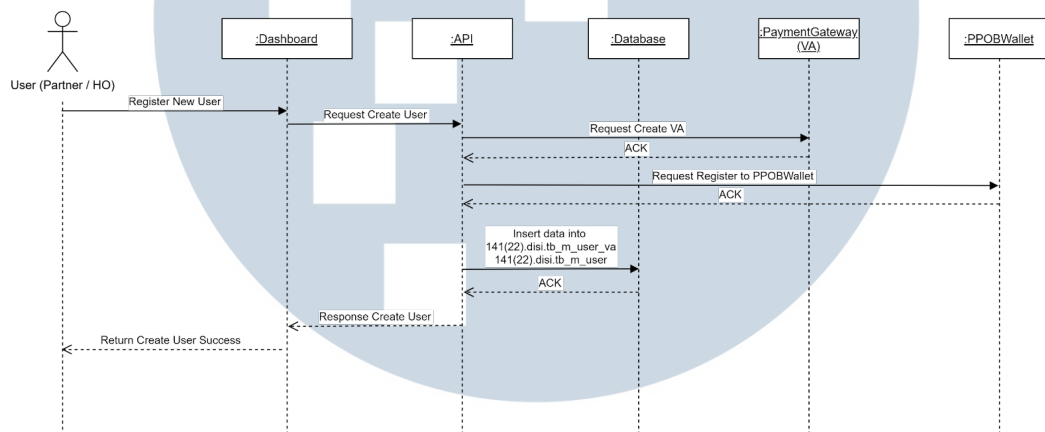 :Dashboard
:API
:Database
:PaymentGateway
(VA)
:PPOBWallet
User (Partner / HO)
Register New User
Request Create User
Request Create VA
ACK
Request Register to PPOBWallet
ACK
Insert data into
141(22).disi.tb_m_user_va
141(22).disi.tb_m_user
ACK
Response Create User
Return Create User Success